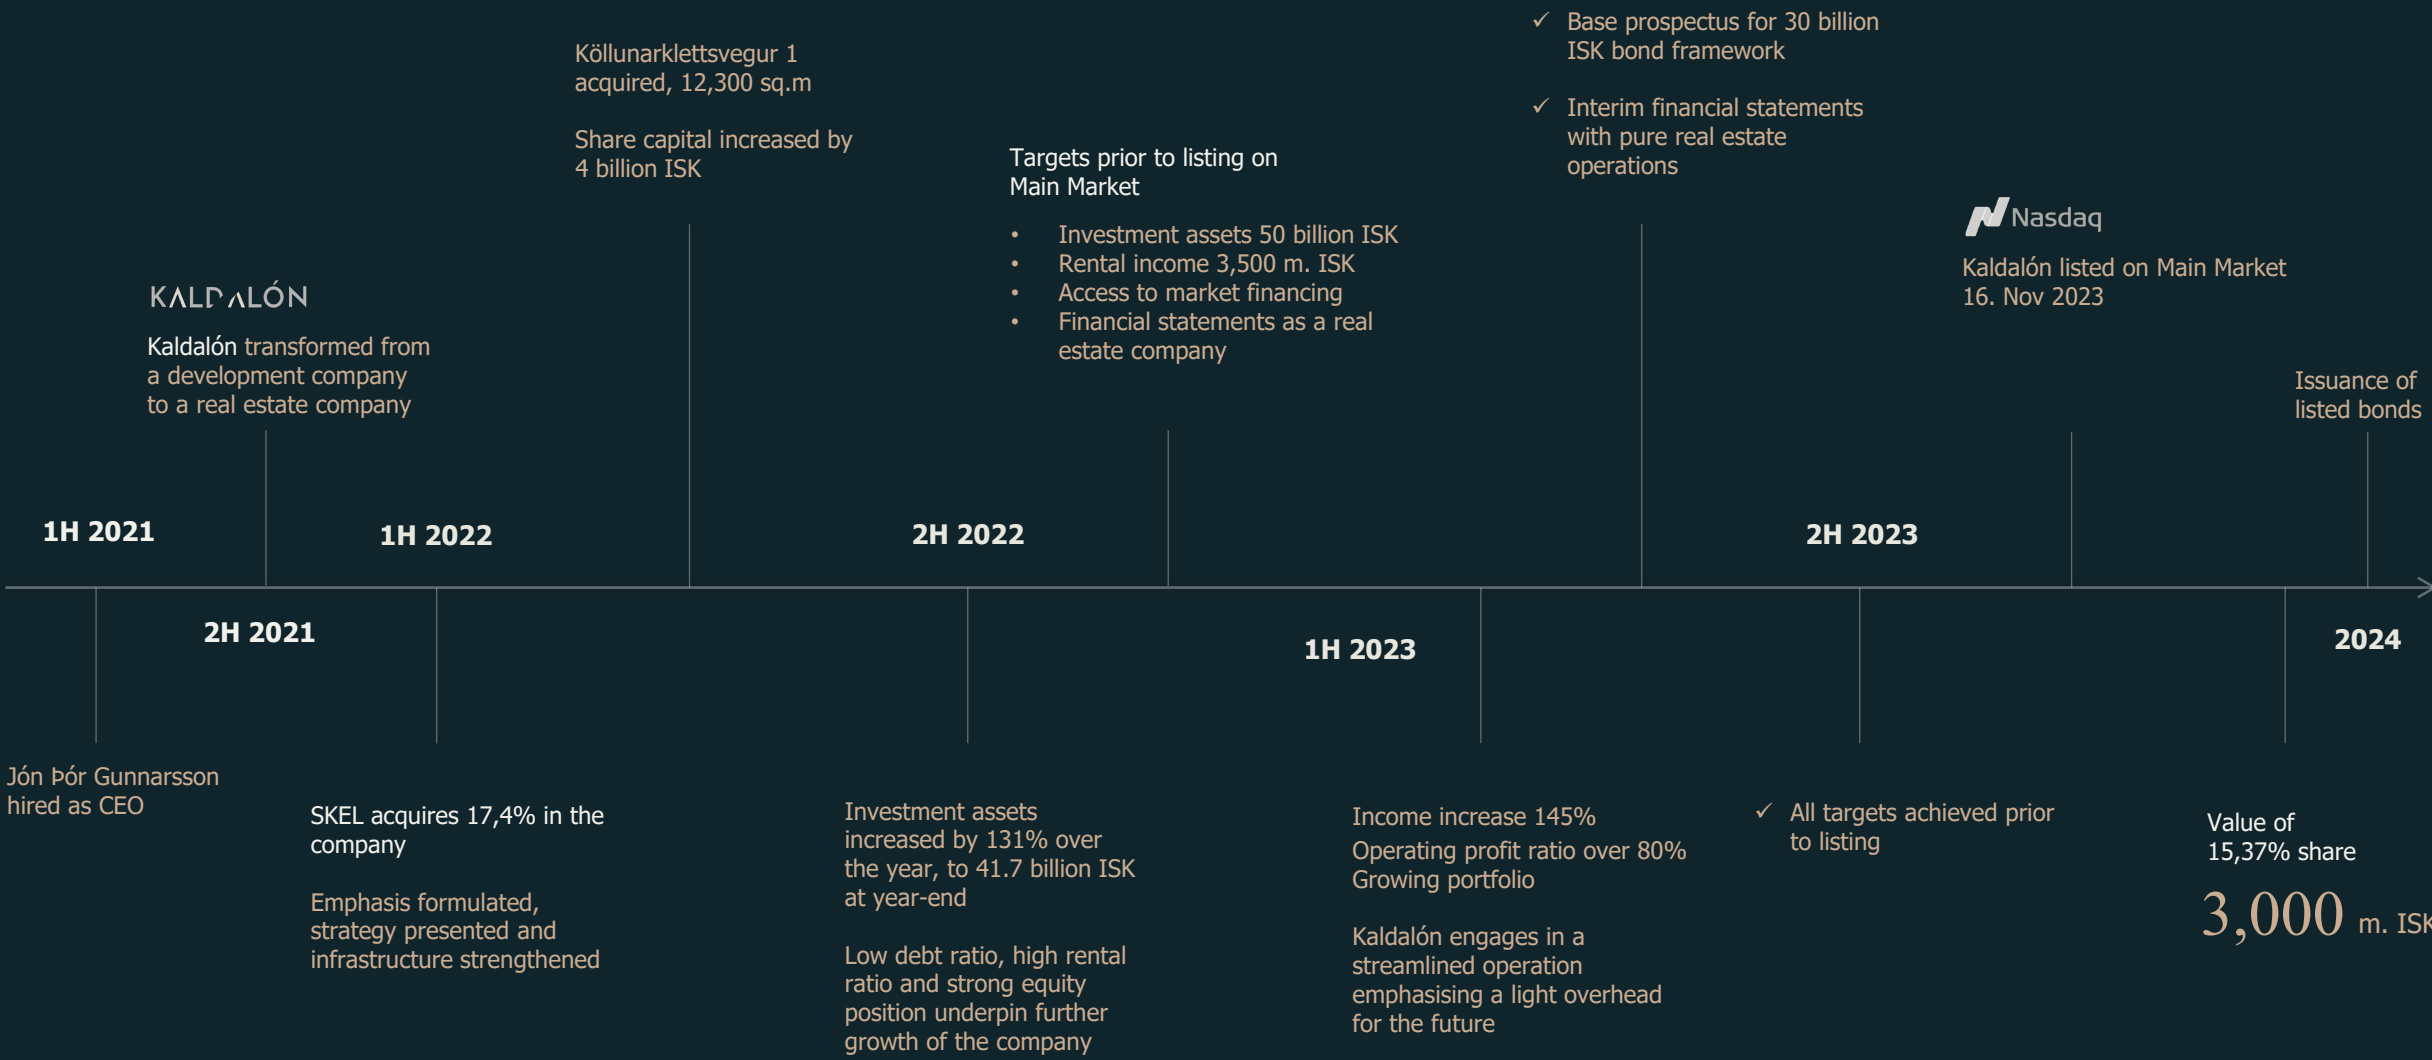 ✓ Base prospectus for 30 billion
ISK bond framework
✓ Interim financial statements
with pure real estate
operations
Köllunarklettsvegur 1
acquired, 12,300 sq.m
Share capital increased by
4 billion ISK
Targets prior to listing on
Main Market
• Investment assets 50 billion ISK
• Rental income 3,500 m. ISK
• Access to market financing
• Financial statements as a real
estate company
Nasdaq
Kaldalón listed on Main Market
16. Nov 2023
KALDALÓN
Kaldalón transformed from
a development company
to a real estate company
Issuance of
listed bonds
1H 2021
1H 2022
2H 2022
2H 2023
2H 2021
1H 2023
2024
Jón Þór Gunnarsson
hired as CEO
SKEL acquires 17,4% in the
company
Emphasis formulated,
strategy presented and
infrastructure strengthened
Investment assets
increased by 131% over
the year, to 41.7 billion ISK
at year-end
Low debt ratio, high rental
ratio and strong equity
position underpin further
growth of the company
Income increase 145%
Operating profit ratio over 80%
Growing portfolio
Kaldalón engages in a
streamlined operation
emphasising a light overhead
for the future
✓ All targets achieved prior
to listing
Value of
15,37% share
3,000 m. ISK